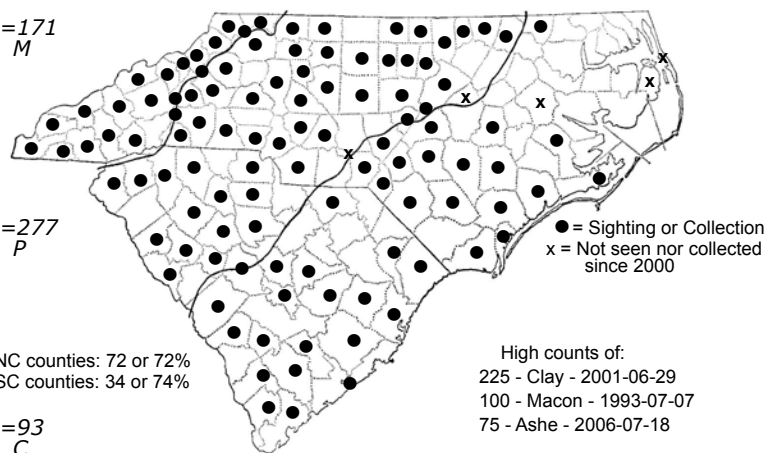 =171
M
=277
P
● = Sighting or Collection
x = Not seen nor collected
since 2000
NC counties: 72 or 72%
SC counties: 34 or 74%
High counts of:
225 - Clay - 2001-06-29
100 - Macon - 1993-07-07
75 - Ashe - 2006-07-18
=93
C